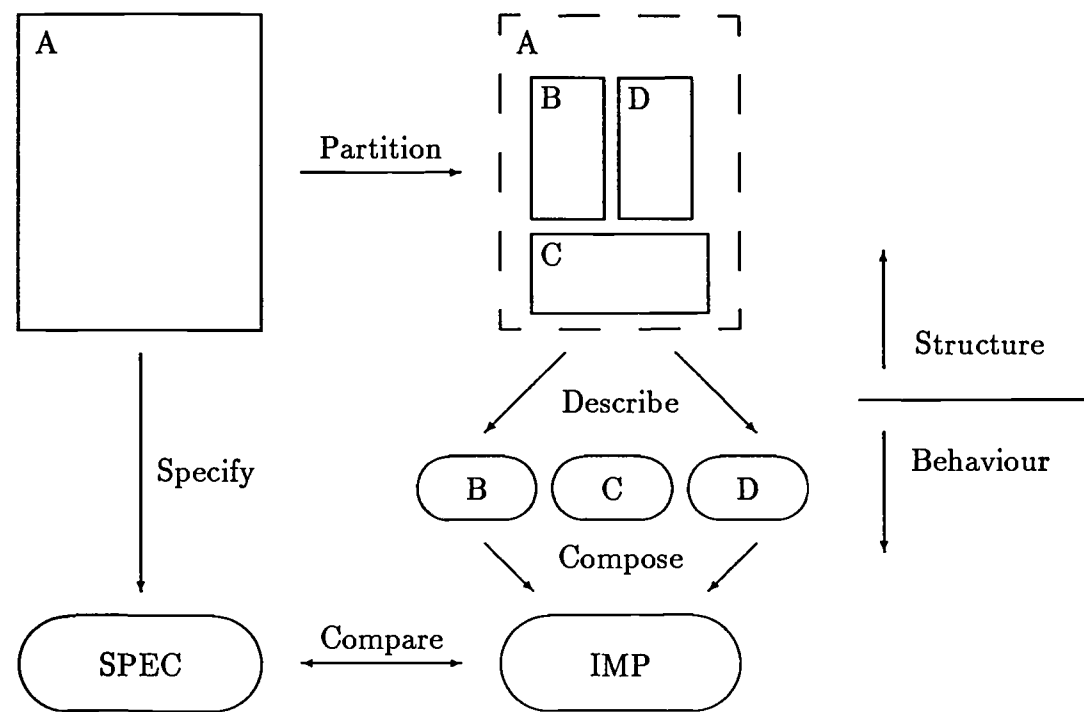 A
A
B
D
Partition
C
Structure
Describe
Behaviour
Specify
B
C
D
Compose
SPEC
Compare
IMP